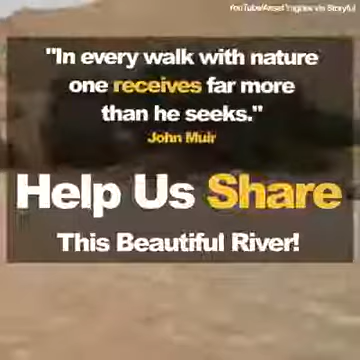 "In every walk with nature
one receives far more
than he seeks."
John Muir
Help Us Share
This Beautiful River!